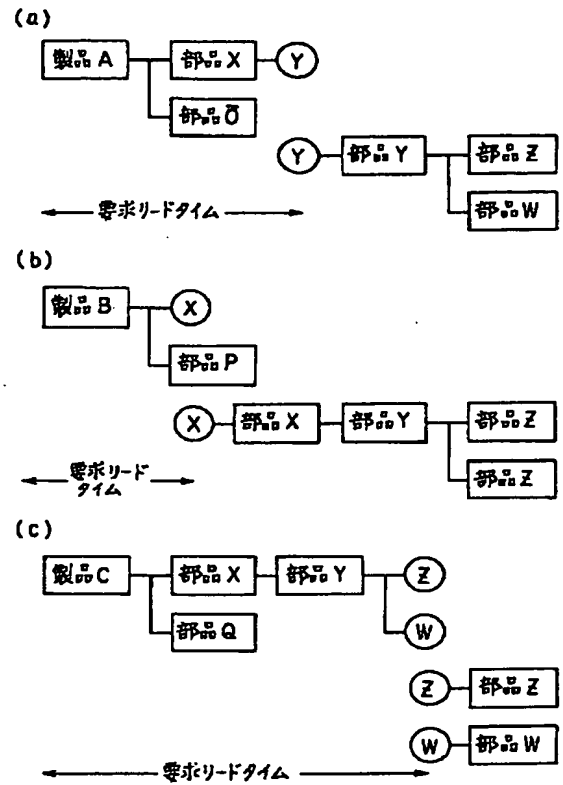 (a)
製品A 部品X Y
部品Ō
Y 部品Y 部品Z
部品W
要求リードタイム
(b)
製品B X
部品P
X 部品X 部品Y 部品Z
部品Z
要求リード
タイム
(c)
製品C 部品X 部品Y Z
部品Q W
Z 部品Z
W 部品W
要求リードタイム